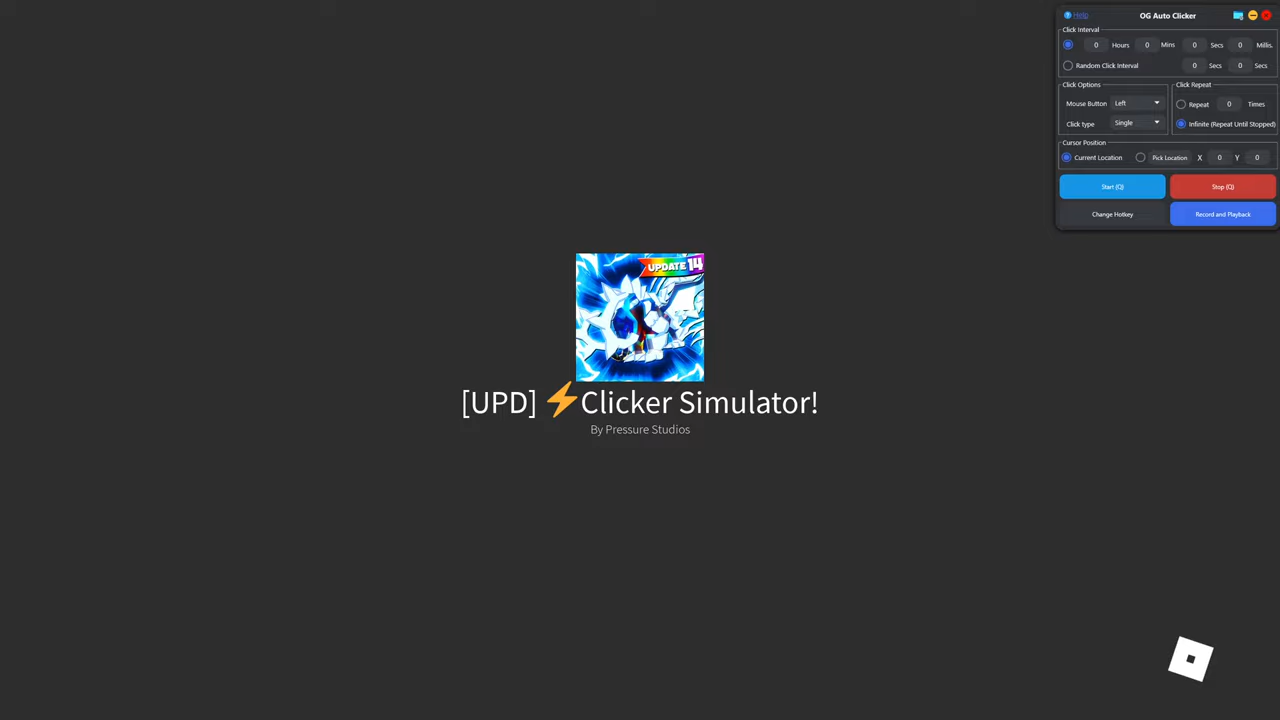 Help
OG Auto Clicker
Click Interval
0 Hours 0 Mins 0 Secs 0 Millis.
Random Click Interval 0 Secs 0 Secs
Click Options
Click Repeat
Mouse Button Left
Repeat 0 Times
Click type Single
Infinite (Repeat Until Stopped)
Cursor Position
Current Location Pick Location X 0 Y 0
Start (Q)
Stop (Q)
Change Hotkey
Record and Playback
UPDATE 14
[UPD] ⚡Clicker Simulator!
By Pressure Studios